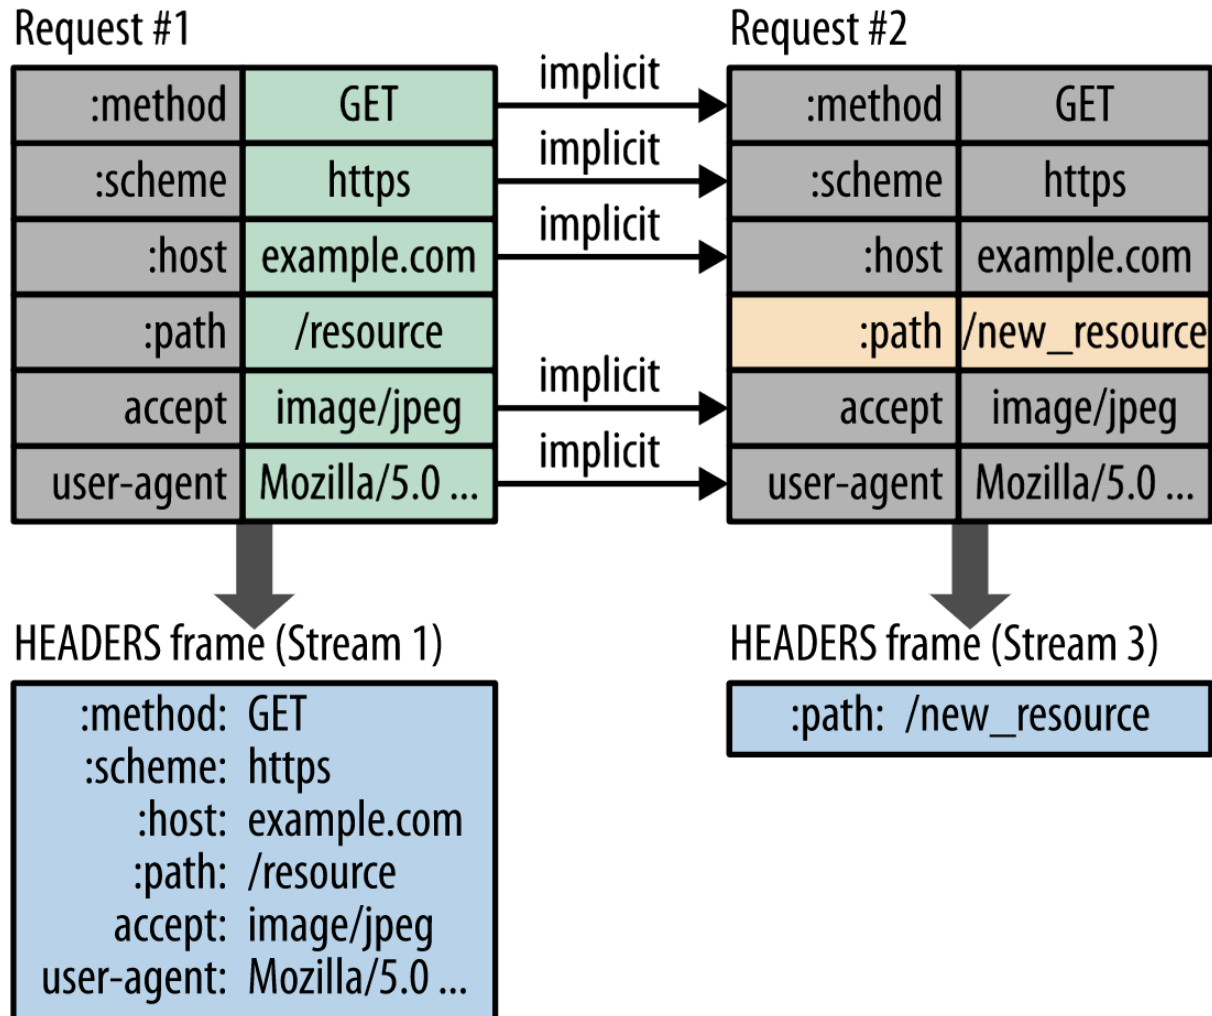 Request #1
:method GET
:scheme https
:host example.com
:path /resource
accept image/jpeg
user-agent Mozilla/5.0 ...
implicit
implicit
implicit
implicit
implicit
Request #2
:method GET
:scheme https
:host example.com
:path /new_resource
accept image/jpeg
user-agent Mozilla/5.0 ...
HEADERS frame (Stream 1)
:method: GET
:scheme: https
:host: example.com
:path: /resource
accept: image/jpeg
user-agent: Mozilla/5.0 ...
HEADERS frame (Stream 3)
:path: /new_resource